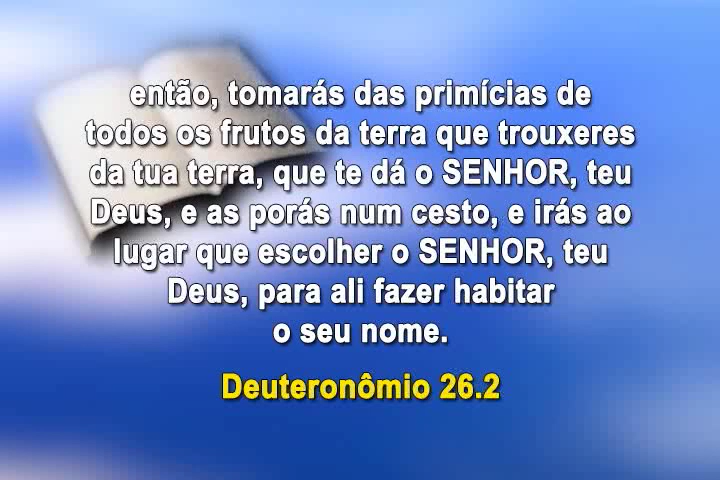 então, tomarás das primícias de
todos os frutos da terra que trouxeres
da tua terra, que te dá o SENHOR, teu
Deus, e as porás num cesto, e irás ao
lugar que escolher o SENHOR, teu
Deus, para ali fazer habitar
o seu nome.
Deuteronômio 26.2